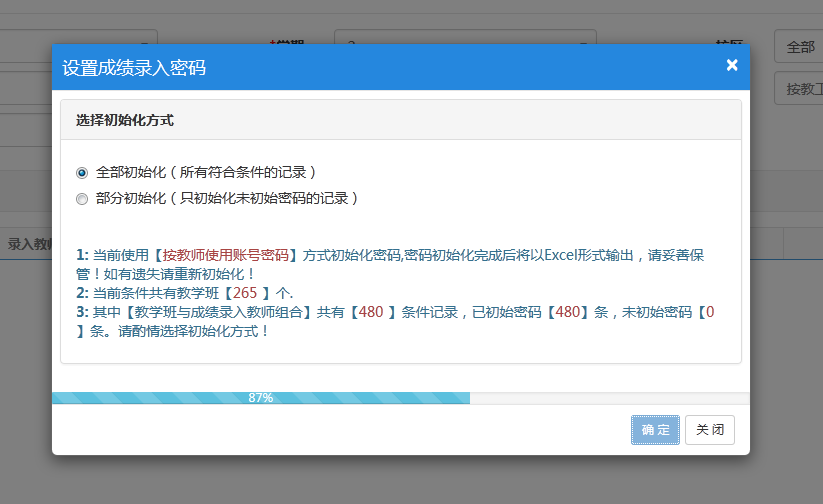 全部
设置成绩录入密码
按教
选择初始化方式
全部初始化（所有符合条件的记录）
部分初始化（只初始化未初始密码的记录）
录入教
1: 当前使用【按教师使用账号密码】方式初始化密码,密码初始化完成后将以Excel形式输出，请妥善保
管！如有遗失请重新初始化！
2: 当前条件共有教学班【265 】个.
3: 其中【教学班与成绩录入教师组合】共有【480 】条件记录，已初始密码【480】条，未初始密码【0
】条。请酌情选择初始化方式！
87%
确 定
关 闭